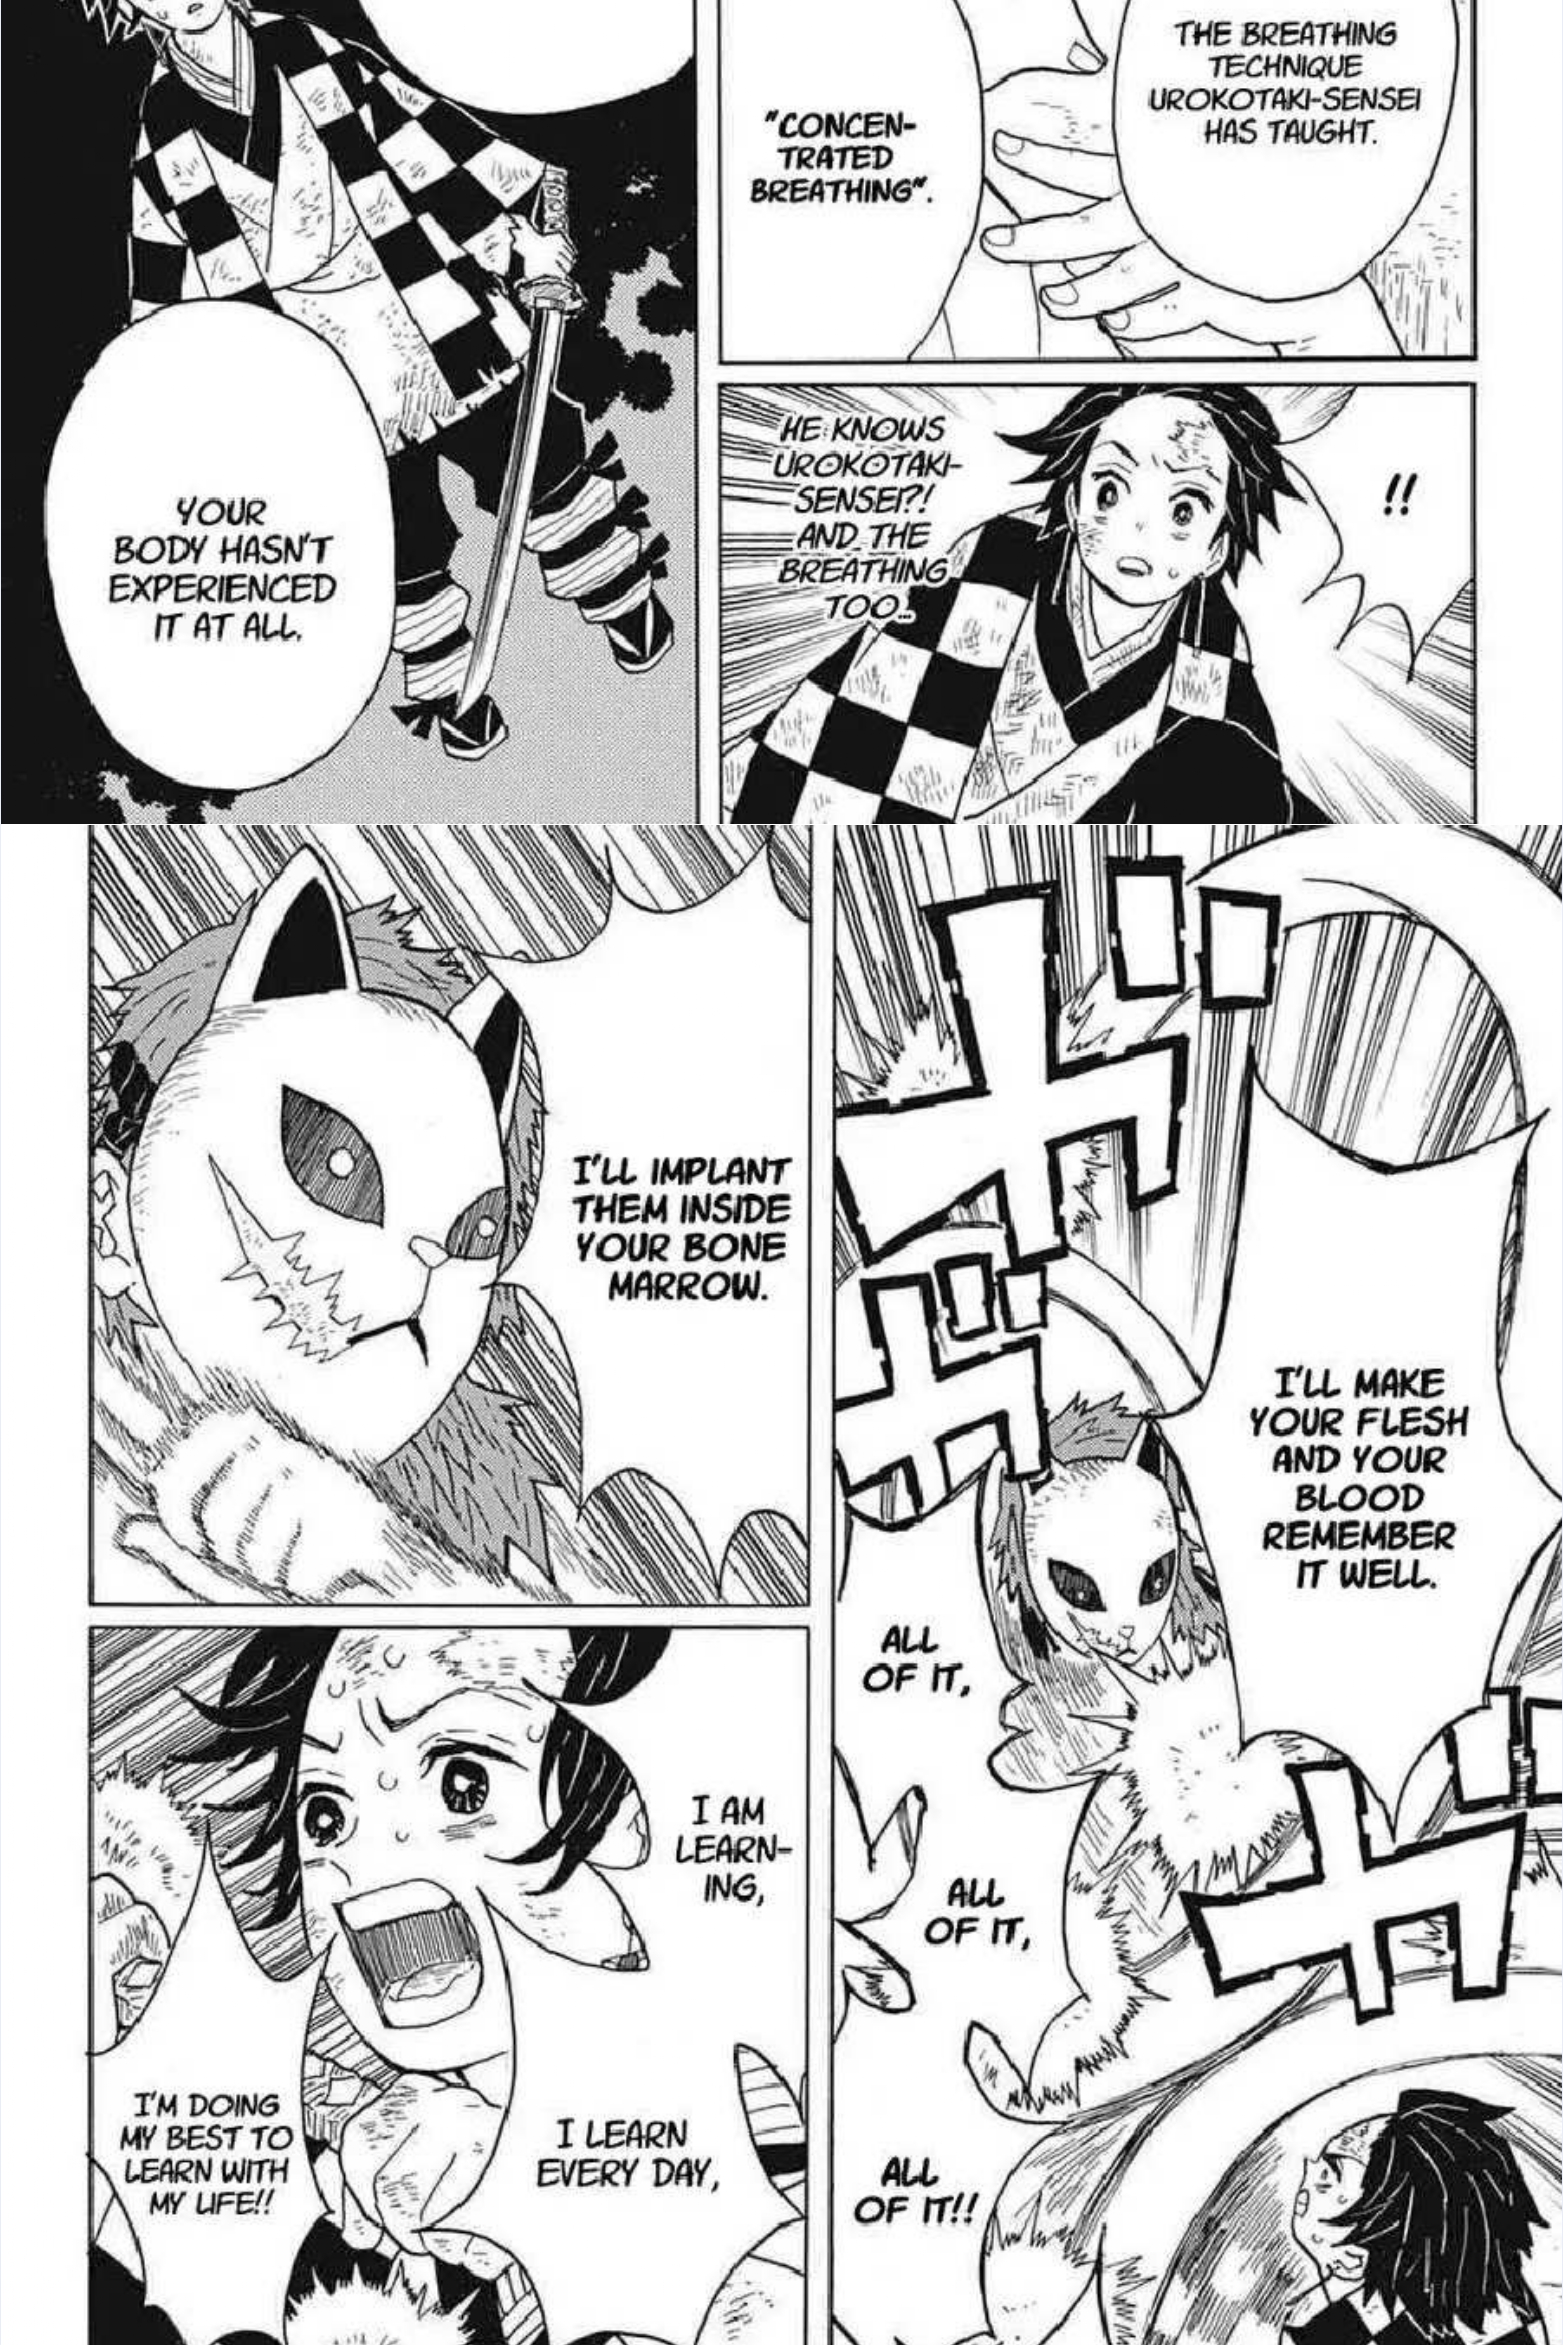 THE BREATHING
TECHNIQUE
UROKOTAKI-SENSEI
HAS TAUGHT.
"CONCEN-
TRATED
BREATHING".
!!
HE KNOWS
UROKOTAKI-
SENSEI?!
AND THE
BREATHING
TOO...
YOUR
BODY HASN'T
EXPERIENCED
IT AT ALL.
ガ
ガ
ガ
I'LL MAKE
YOUR FLESH
AND YOUR
BLOOD
REMEMBER
IT WELL.
ALL
OF IT,
ALL
OF IT,
ALL
OF IT!!
I'LL IMPLANT
THEM INSIDE
YOUR BONE
MARROW.
I AM
LEARN-
ING,
I LEARN
EVERY DAY,
I'M DOING
MY BEST TO
LEARN WITH
MY LIFE!!